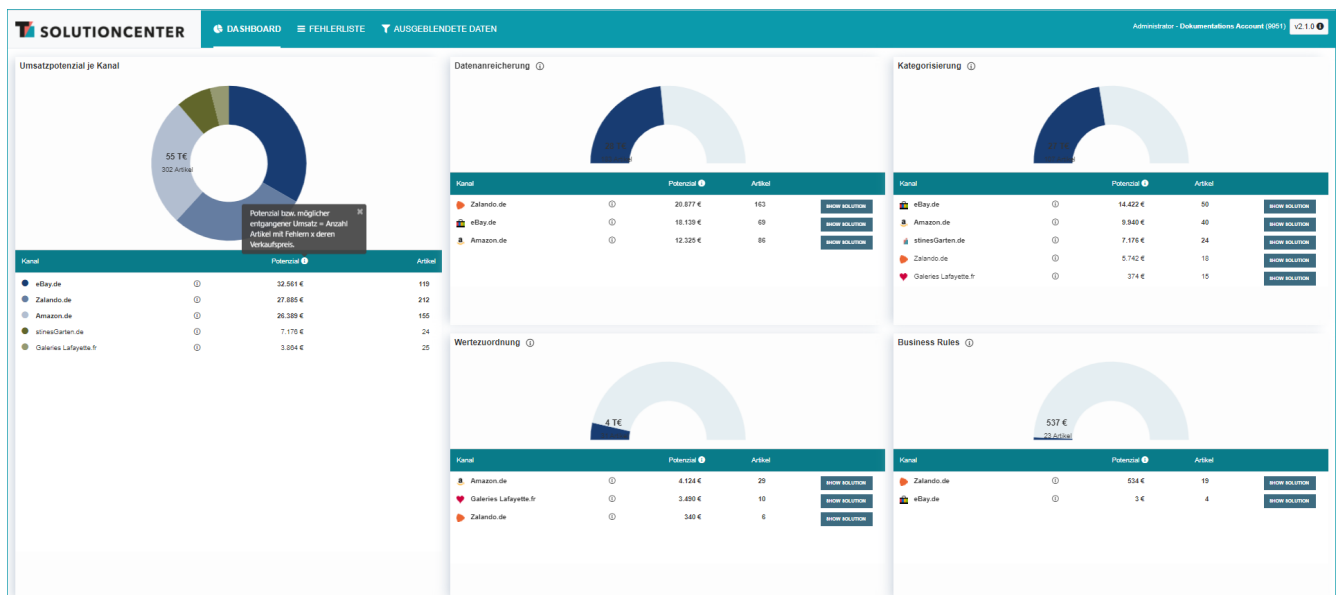 SOLUTIONCENTER
DASHBOARD
FEHLERLISTE
AUSGEBLENDETE DATEN
Administrator - Dokumentations Account (9951)
v2.1.0
Umsatzpotenzial je Kanal
55 T€
302 Artikel
Potenzial bzw. möglicher
entgangener Umsatz = Anzahl
Artikel mit Fehlern x deren
Verkaufspreis.
Kanal Potenzial Artikel
eBay.de 32.561 € 119
Zalando.de 27.885 € 212
Amazon.de 26.389 € 155
stinesGarten.de 7.176 € 24
Galeries Lafayette.fr 3.864 € 25
Datenanreicherung
Kanal Potenzial Artikel
Zalando.de 20.877 € 163 SHOW SOLUTION
eBay.de 18.139 € 69 SHOW SOLUTION
Amazon.de 12.325 € 86 SHOW SOLUTION
Kategorisierung
Kanal Potenzial Artikel
eBay.de 14.422 € 50 SHOW SOLUTION
Amazon.de 9.940 € 40 SHOW SOLUTION
stinesGarten.de 7.176 € 24 SHOW SOLUTION
Zalando.de 5.742 € 18 SHOW SOLUTION
Galeries Lafayette.fr 374 € 15 SHOW SOLUTION
Wertezuordnung
4 T€
Kanal Potenzial Artikel
Amazon.de 4.124 € 29 SHOW SOLUTION
Galeries Lafayette.fr 3.490 € 10 SHOW SOLUTION
Zalando.de 340 € 6 SHOW SOLUTION
Business Rules
537 €
23 Artikel
Kanal Potenzial Artikel
Zalando.de 534 € 19 SHOW SOLUTION
eBay.de 3 € 4 SHOW SOLUTION